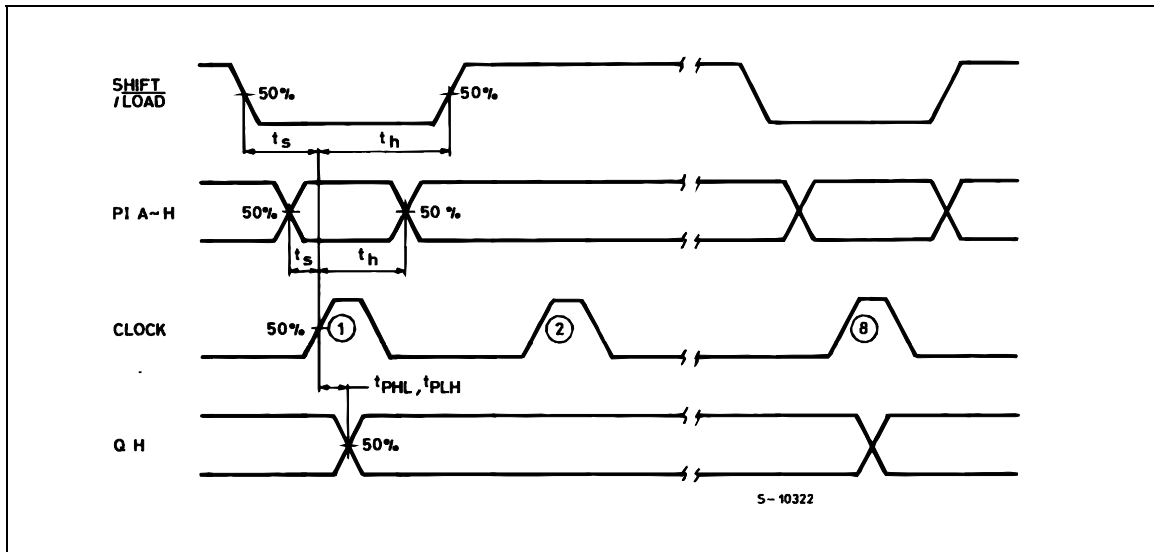 SHIFT
/LOAD
50%
50%
ts
th
PI A~H
50%
50%
ts
th
CLOCK
50%
1
2
8
tPHL, tPLH
Q H
50%
S-10322